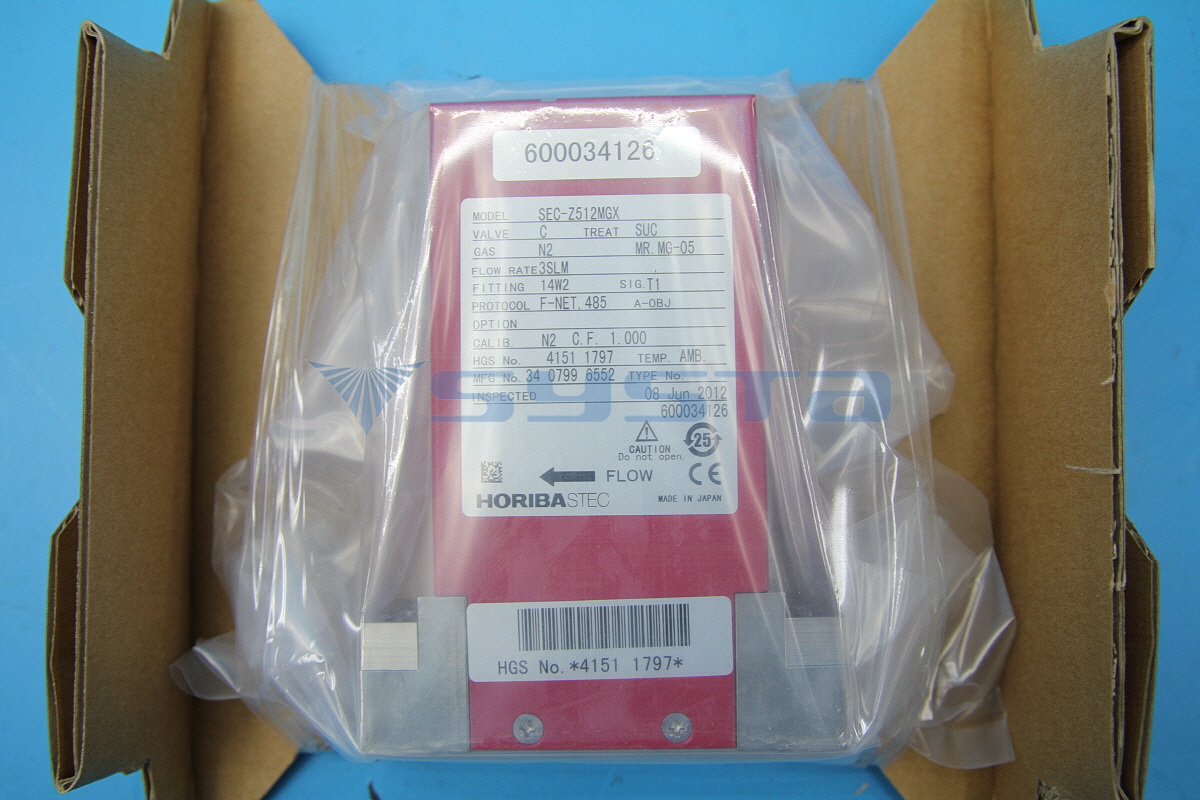 600034126
MODEL SEC-Z512MGX
VALVE C TREAT SUC
GAS N2 MR.MG-05
FLOW RATE 3SLM
FITTING 14W2 SIG. T1
PROTOCOL F-NET.485 A-OBJ
OPTION
CALIB. N2 C.F. 1.000
HGS No. 4151 1797 TEMP. AMB.
MFG No. 34 0799 6552 TYPE No.
INSPECTED 08 Jun 2012
600034126
systa
25
CAUTION
Do not open.
FLOW
CE
HORIBASTEC
MADE IN JAPAN
HGS No.*4151 1797*